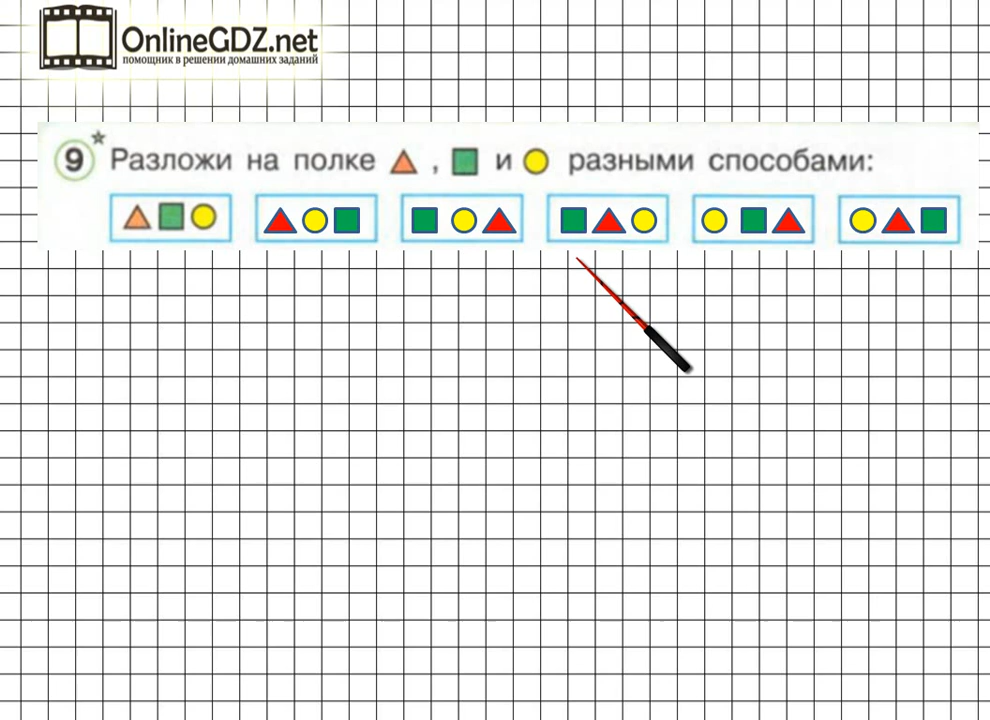 OnlineGDZ.net
помощник в решении домашних заданий
9* Разложи на полке , и разными способами: